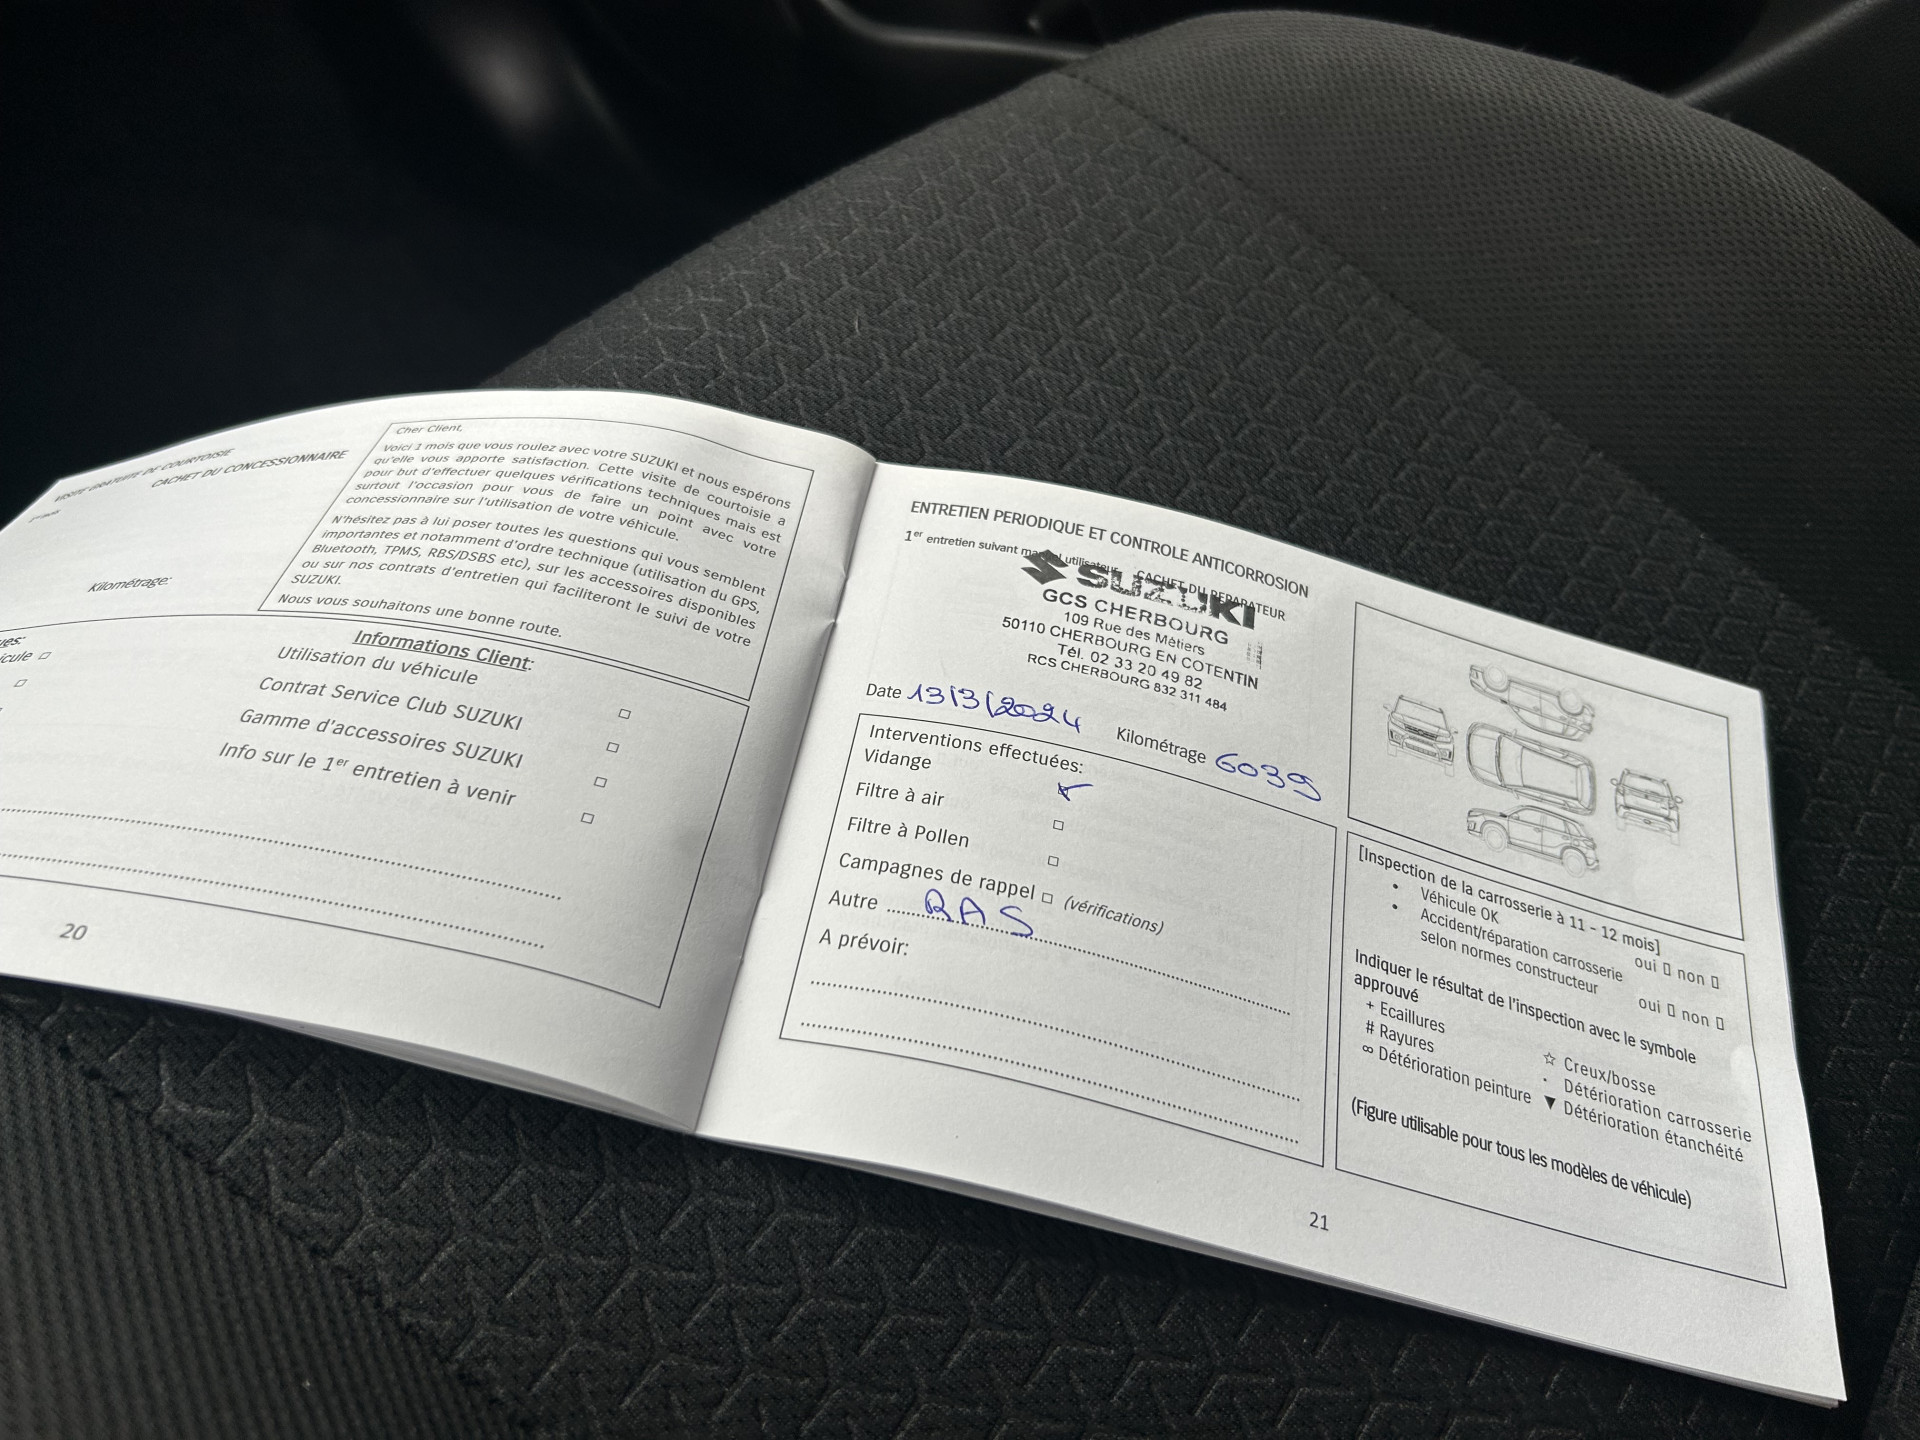 VISITE GRATUITE DE COURTOISIE
CACHET DU CONCESSIONNAIRE
1er mois
Kilométrage:
Cher Client,
Voici 1 mois que vous roulez avec votre SUZUKI et nous espérons
qu'elle vous apporte satisfaction. Cette visite de courtoisie a
pour but d'effectuer quelques vérifications techniques mais est
surtout l'occasion pour vous de faire un point avec votre
concessionnaire sur l'utilisation de votre véhicule.
N'hésitez pas à lui poser toutes les questions qui vous semblent
importantes et notamment d'ordre technique (utilisation du GPS,
Bluetooth, TPMS, RBS/DSBS etc), sur les accessoires disponibles
ou sur nos contrats d'entretien qui faciliteront le suivi de votre
SUZUKI.
Nous vous souhaitons une bonne route.
ues:
icule □
□
Informations Client:
Utilisation du véhicule □
Contrat Service Club SUZUKI □
Gamme d'accessoires SUZUKI □
Info sur le 1er entretien à venir □
20
ENTRETIEN PERIODIQUE ET CONTROLE ANTICORROSION
1er entretien suivant utilisateur CACHET DU REPARATEUR
SUZUKI
GCS CHERBOURG
109 Rue des Métiers
50110 CHERBOURG EN COTENTIN
Tél. 02 33 20 49 82
RCS CHERBOURG 832 311 484
Date 13/3/2024 Kilométrage 6039
Interventions effectuées:
Vidange
Filtre à air □
Filtre à Pollen □
Campagnes de rappel □ (vérifications)
Autre RAS
A prévoir:
[Inspection de la carrosserie à 11 - 12 mois]
• Véhicule OK oui ▯ non ▯
• Accident/réparation carrosserie
selon normes constructeur oui ▯ non ▯
Indiquer le résultat de l'inspection avec le symbole
approuvé
+ Ecaillures
# Rayures
∞ Détérioration peinture
☆ Creux/bosse
· Détérioration carrosserie
▼ Détérioration étanchéité
(Figure utilisable pour tous les modèles de véhicule)
21